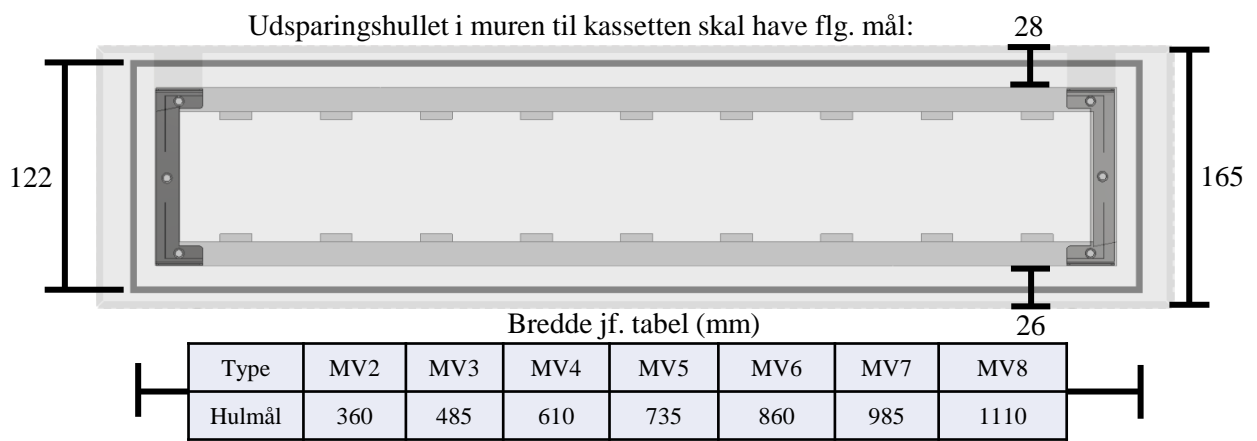 Udsparingshullet i muren til kassetten skal have flg. mål:
28
122
165
Bredde jf. tabel (mm)
26
Type MV2 MV3 MV4 MV5 MV6 MV7 MV8
Hulmål 360 485 610 735 860 985 1110